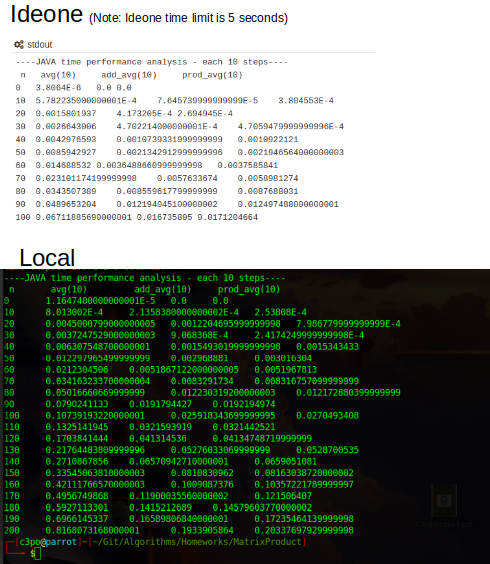 Ideone (Note: Ideone time limit is 5 seconds)
stdout
----JAVA time performance analysis - each 10 steps----
n avg(10) add_avg(10) prod_avg(10)
0 3.8064E-6 0.0 0.0
10 5.782235000000001E-4 7.645739999999999E-5 3.804553E-4
20 0.0015801937 4.173205E-4 2.694945E-4
30 0.0026643006 4.702214000000001E-4 4.7059479999999996E-4
40 0.0042976593 0.0010739331999999999 0.0010922121
50 0.0085942927 0.0021342912999999996 0.0021946564000000003
60 0.014688532 0.0036488660999999998 0.0037585841
70 0.023101174199999998 0.0057633674 0.0058981274
80 0.0343507389 0.008559617799999999 0.0087688031
90 0.0489653204 0.012194045100000002 0.012497488000000001
100 0.06711885690000001 0.016735805 0.0171204664
Local
----JAVA time performance analysis - each 10 steps----
n avg(10) add_avg(10) prod_avg(10)
0 1.1647400000000001E-5 0.0 0.0
10 8.013002E-4 2.1358380000000002E-4 2.53808E-4
20 0.0045000799000000005 0.0012204695999999998 7.986779999999999E-4
30 0.0037247529000000003 9.068368E-4 2.4174249999999998E-4
40 0.006307548700000001 0.0015493019999999998 0.0015343433
50 0.012297965499999999 0.002968881 0.003016304
60 0.0212304506 0.0051867122000000005 0.0051967813
70 0.034163233700000004 0.0083291734 0.008316757099999999
80 0.05016660669999999 0.012230319200000003 0.012172880399999999
90 0.0790241133 0.0191794427 0.0192194974
100 0.10739193220000001 0.025918343699999995 0.0270493408
110 0.1325141945 0.0321593919 0.0321442521
120 0.1703841444 0.041314536 0.04134748719999999
130 0.21764483809999996 0.05276033069999999 0.0528700535
140 0.2710867856 0.06570942710000001 0.0659051081
150 0.33545063810000003 0.0810830962 0.08163038720000002
160 0.42111766570000003 0.1009087376 0.10357221789999997
170 0.4956749868 0.11900035560000002 0.121506407
180 0.5927113301 0.1415212689 0.14579603770000002
190 0.6966145337 0.16589806840000001 0.17235464139999998
200 0.8168073168000001 0.1933905864 0.20337697929999998
[c3po@parrot]-[~/Git/Algorithms/Homeworks/MatrixProduct]
$